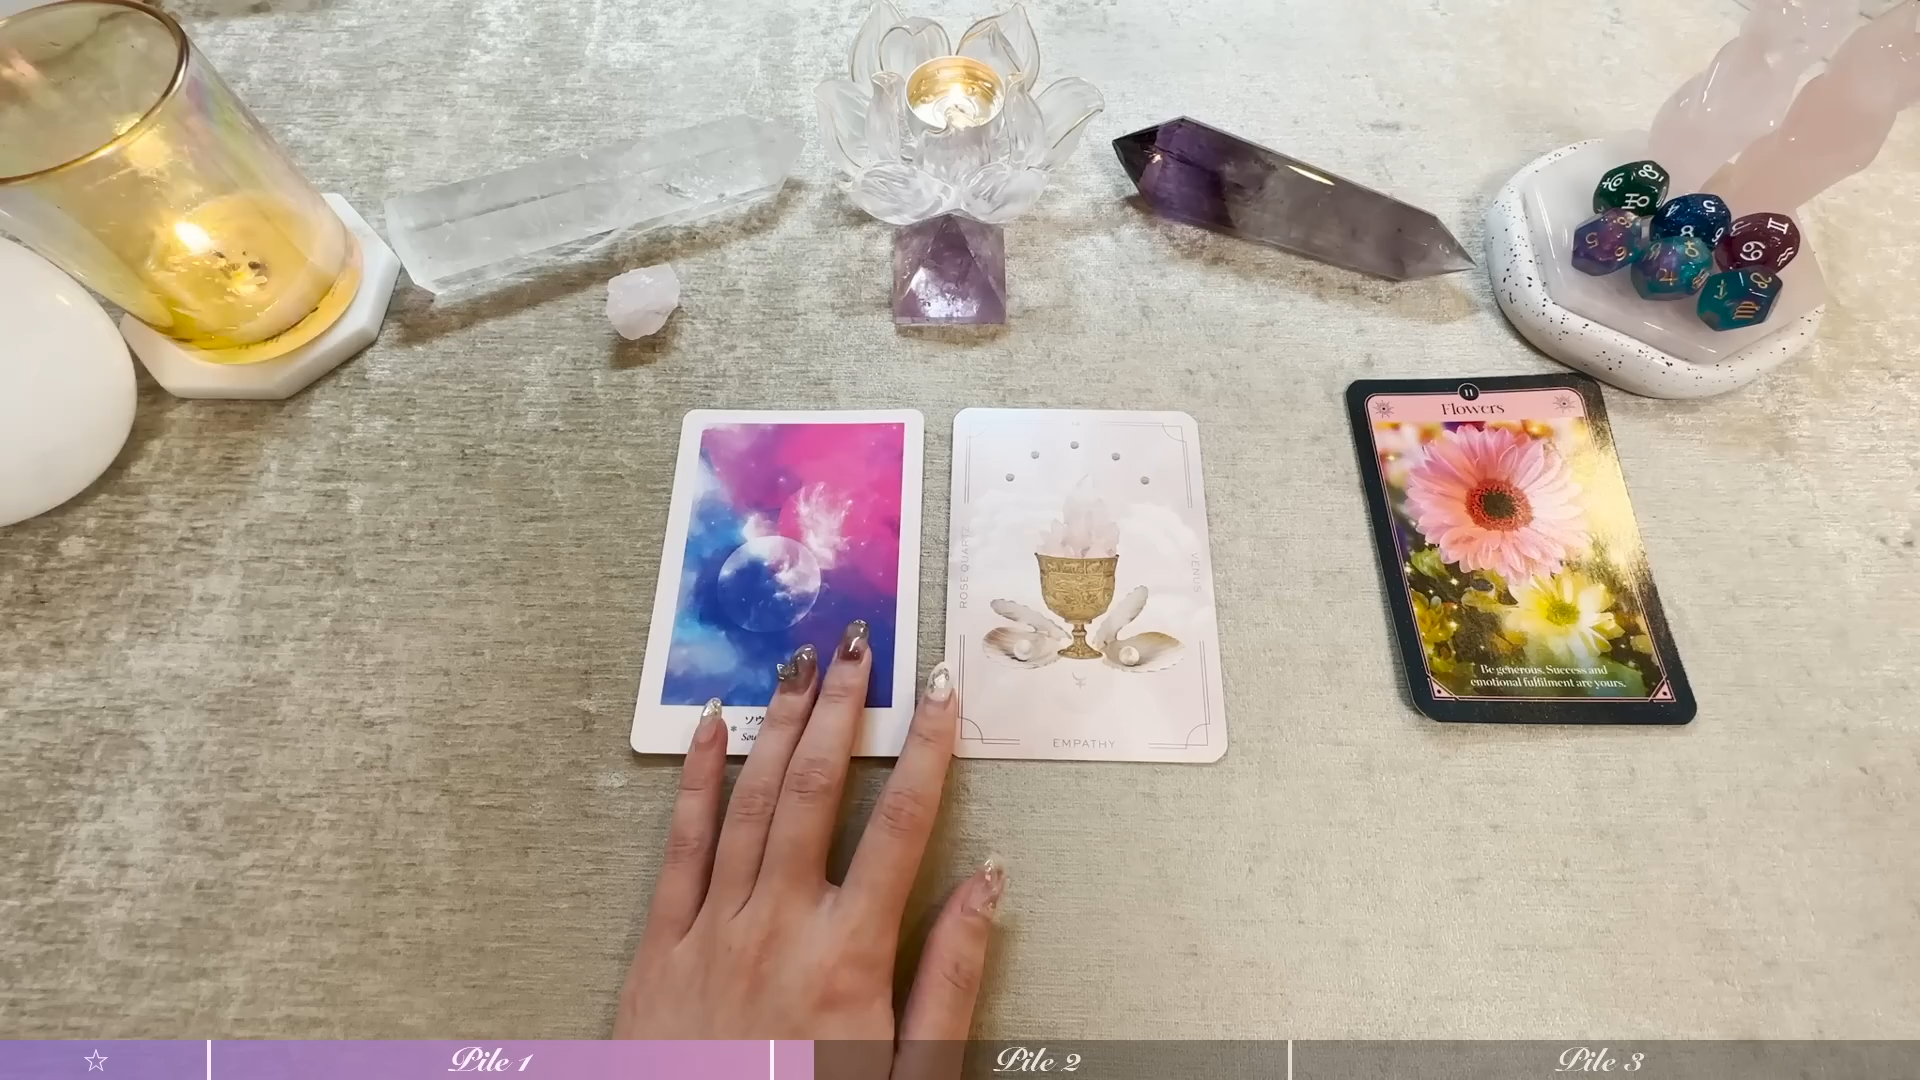 11
Flowers
Be generous. Success and
emotional fulfilment are yours.
ROSE QUARTZ
VENUS
EMPATHY
ソウ
Sou
☆
Pile 1
Pile 2
Pile 3